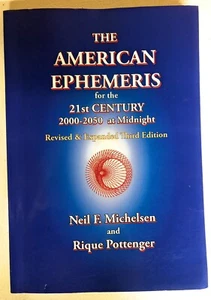 THE
AMERICAN
EPHEMERIS
for the
21st CENTURY
2000-2050 at Midnight
Revised & Expanded Third Edition
Neil F. Michelsen
and
Rique Pottenger